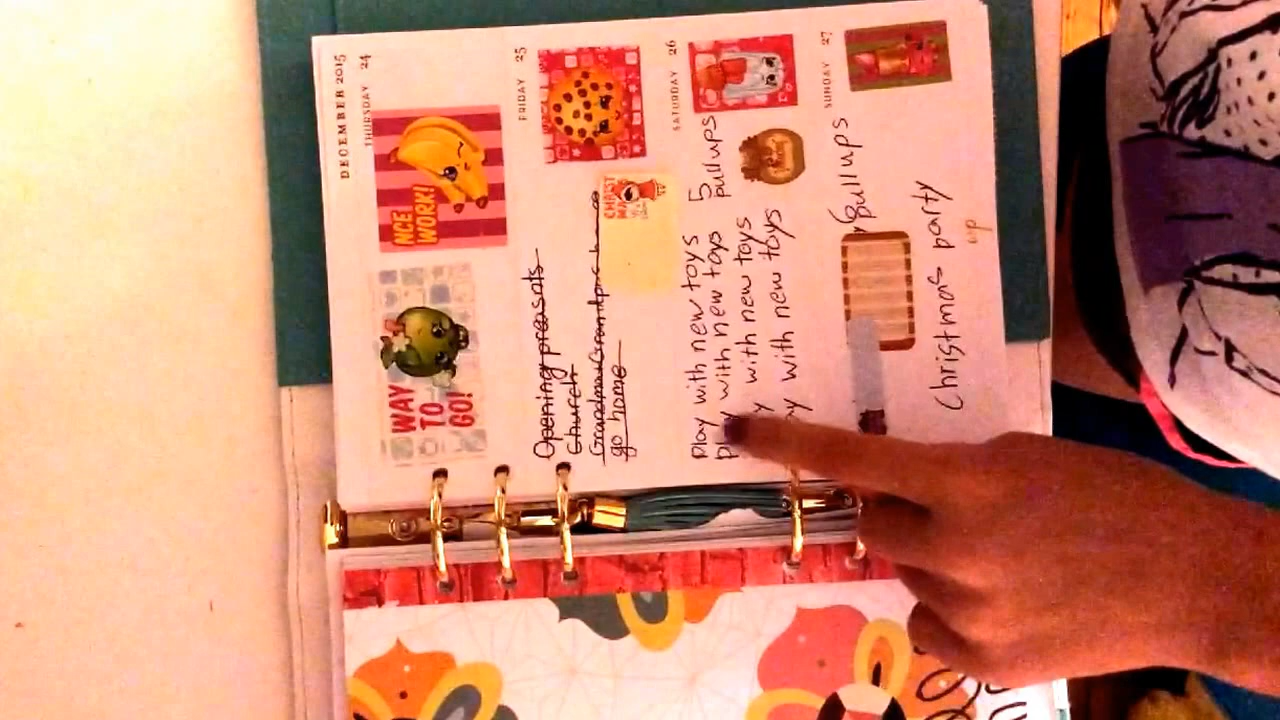 DECEMBER 2015
THURSDAY 24
WAY
TO
GO!
NCE
WORK!
FRIDAY 25
Opening presents
Church
go home
SATURDAY 26
Play with new toys
Play with new toys
with new toys
with new toys
5
pullups
SUNDAY 27
6
pullups
Christmas party